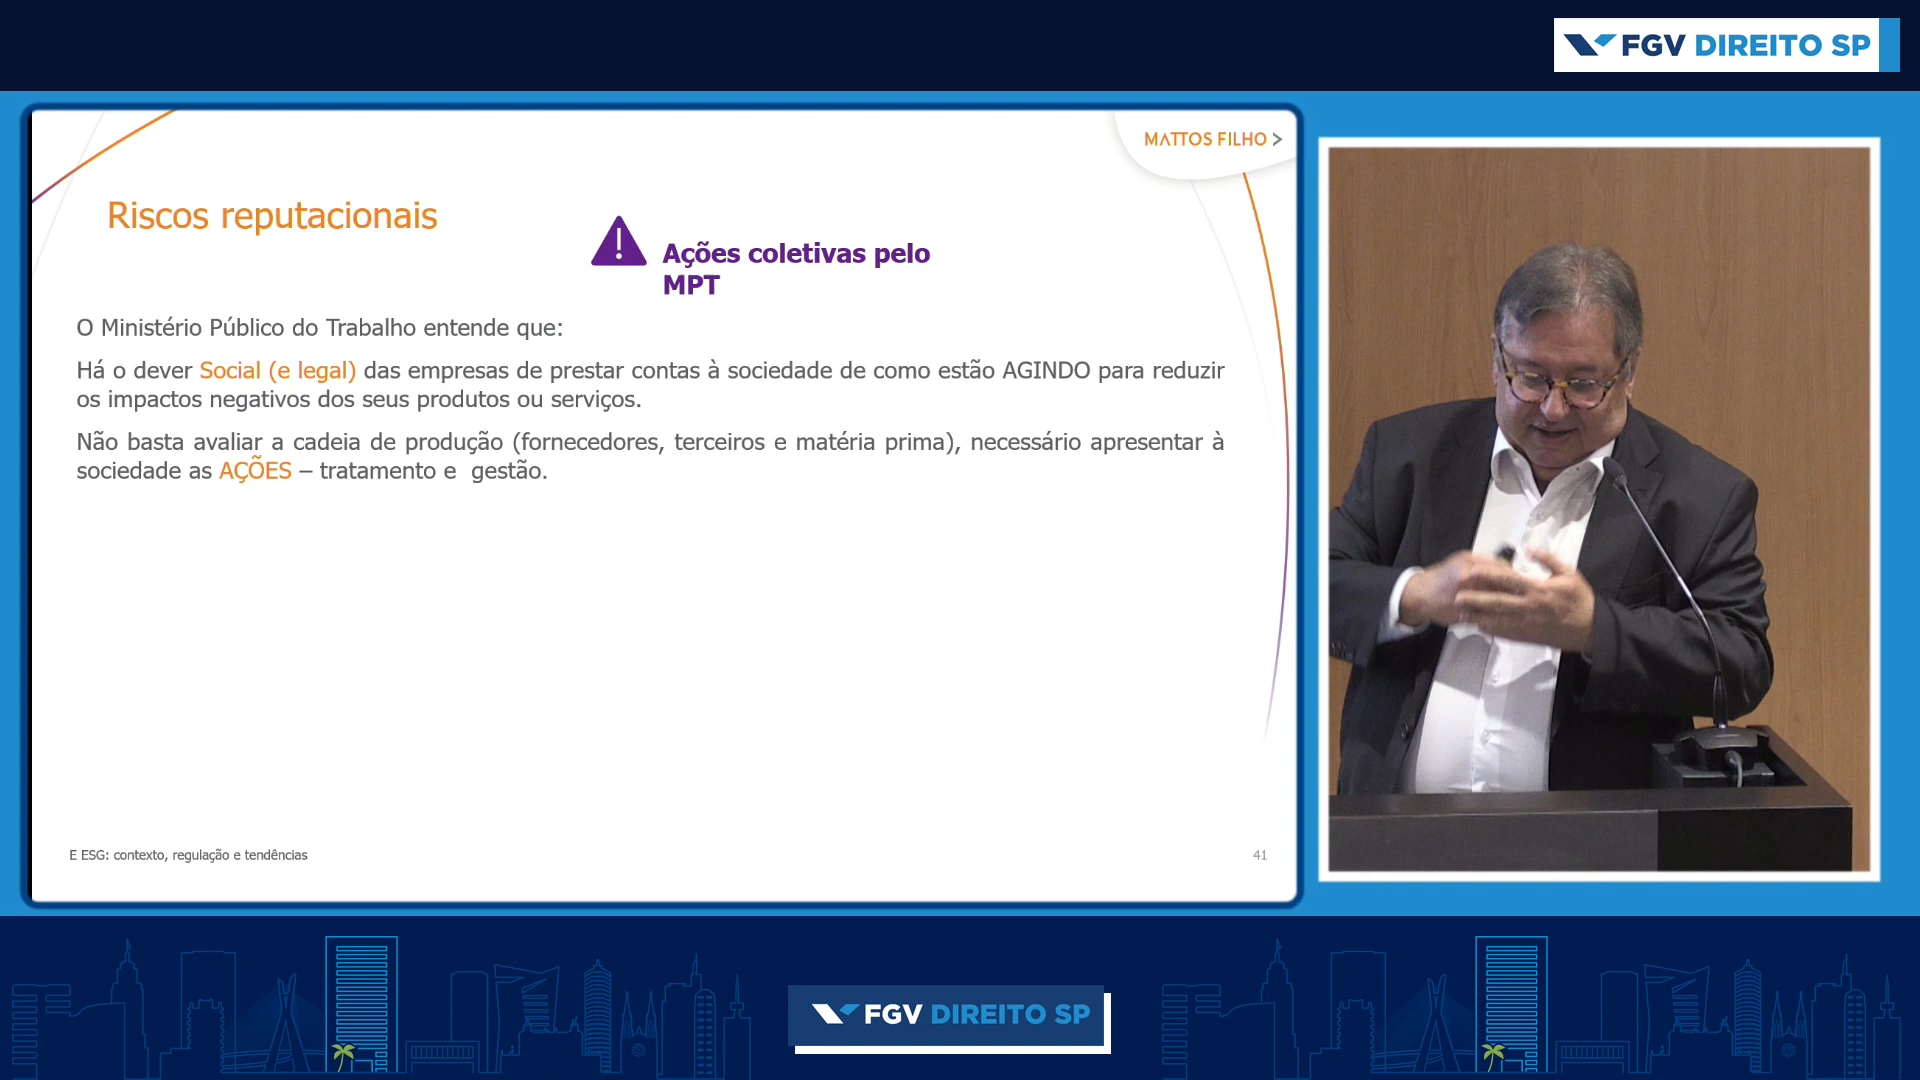 FGV DIREITO SP
MATTOS FILHO >
Riscos reputacionais
Ações coletivas pelo
MPT
O Ministério Público do Trabalho entende que:
Há o dever Social (e legal) das empresas de prestar contas à sociedade de como estão AGINDO para reduzir
os impactos negativos dos seus produtos ou serviços.
Não basta avaliar a cadeia de produção (fornecedores, terceiros e matéria prima), necessário apresentar à
sociedade as AÇÕES – tratamento e  gestão.
E ESG: contexto, regulação e tendências
41
FGV DIREITO SP